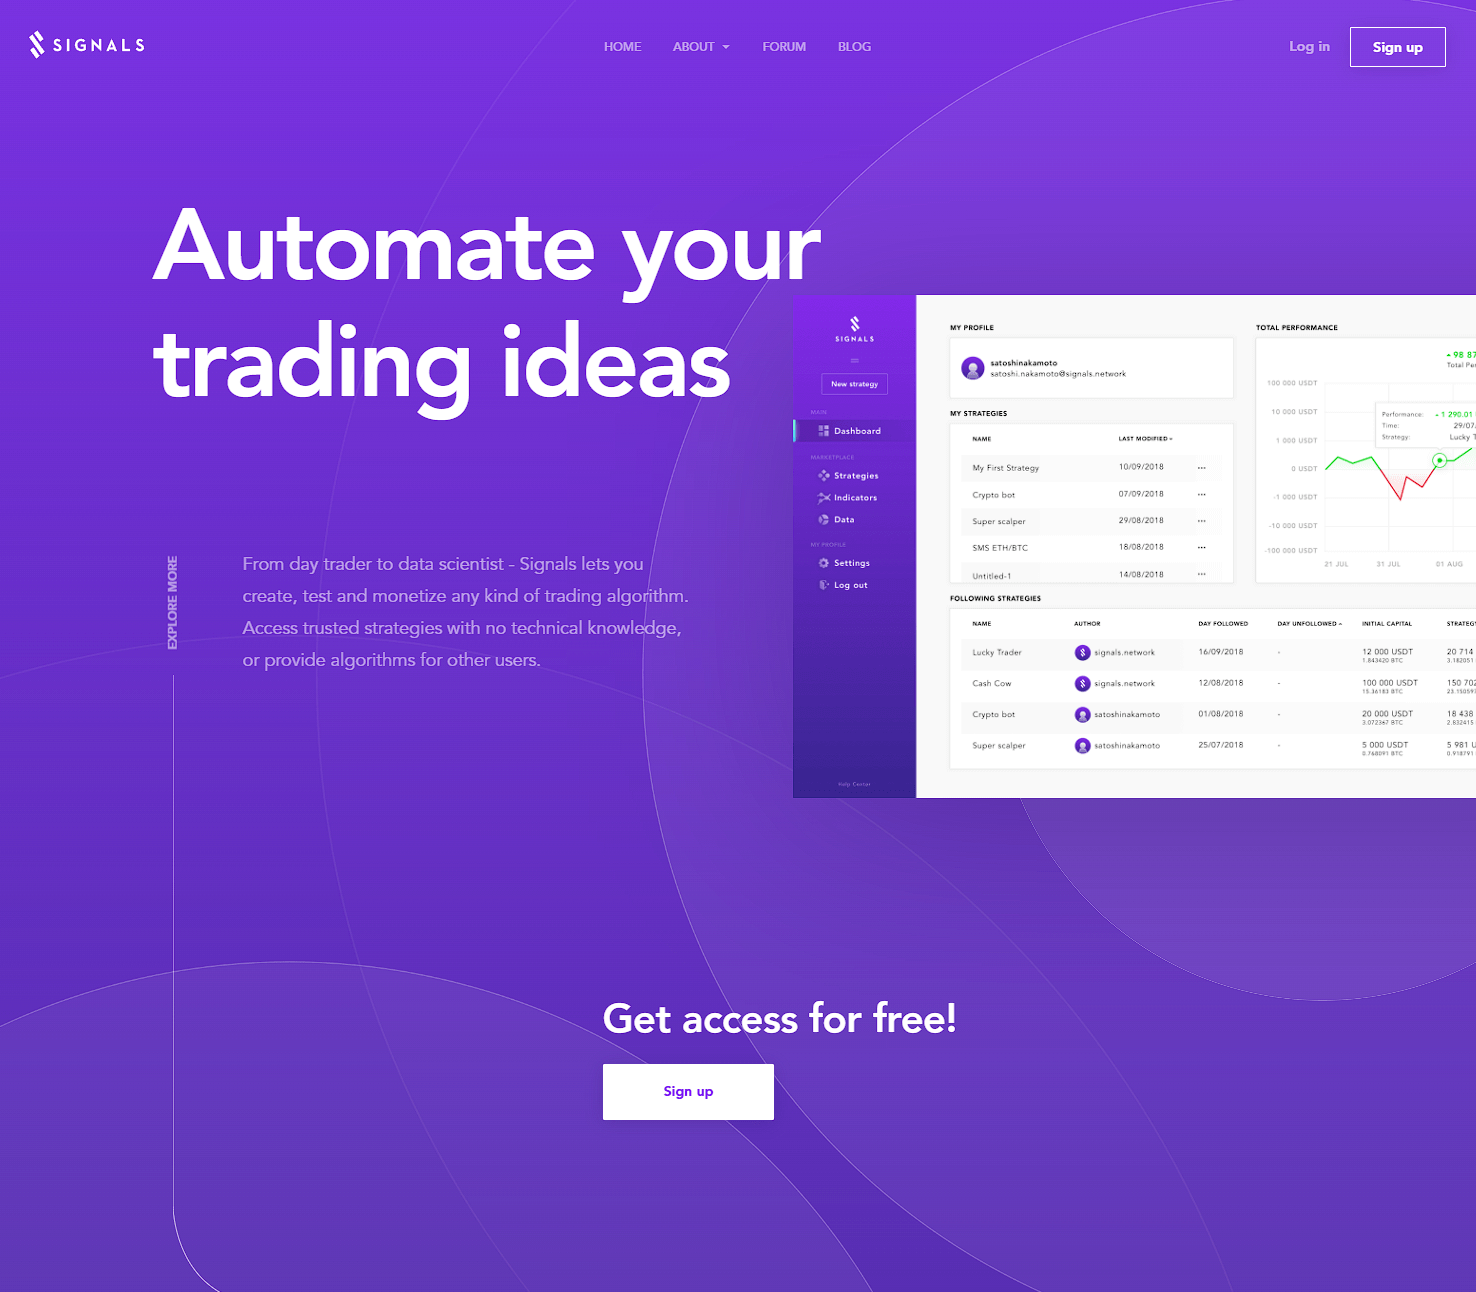 SIGNALS
HOME
ABOUT
FORUM
BLOG
Log in
Sign up
Automate your
trading ideas
EXPLORE MORE
From day trader to data scientist - Signals lets you
create, test and monetize any kind of trading algorithm.
Access trusted strategies with no technical knowledge,
or provide algorithms for other users.
SIGNALS
New strategy
MAIN
Dashboard
MARKETPLACE
Strategies
Indicators
Data
MY PROFILE
Settings
Log out
Help Center
MY PROFILE
satoshinakamoto
satoshi.nakamoto@signals.network
MY STRATEGIES
NAME LAST MODIFIED
My First Strategy 10/09/2018 ...
Crypto bot 07/09/2018 ...
Super scalper 29/08/2018 ...
SMS ETH/BTC 18/08/2018 ...
Untitled-1 14/08/2018 ...
TOTAL PERFORMANCE
98 87
Total Per
100 000 USDT
10 000 USDT
1 000 USDT
0 USDT
-1 000 USDT
-10 000 USDT
-100 000 USDT
Performance: 1 290.01
Time: 29/07/
Strategy: Lucky T
21 JUL 31 JUL 01 AUG
FOLLOWING STRATEGIES
NAME AUTHOR DAY FOLLOWED DAY UNFOLLOWED INITIAL CAPITAL STRATEGY
Lucky Trader signals.network 16/09/2018 - 12 000 USDT 20 714
1.843420 BTC 3.182051
Cash Cow signals.network 12/08/2018 - 100 000 USDT 150 702
15.36183 BTC 23.150597
Crypto bot satoshinakamoto 01/08/2018 - 20 000 USDT 18 438
3.072367 BTC 2.832415
Super scalper satoshinakamoto 25/07/2018 - 5 000 USDT 5 981 U
0.768091 BTC 0.918791
Get access for free!
Sign up